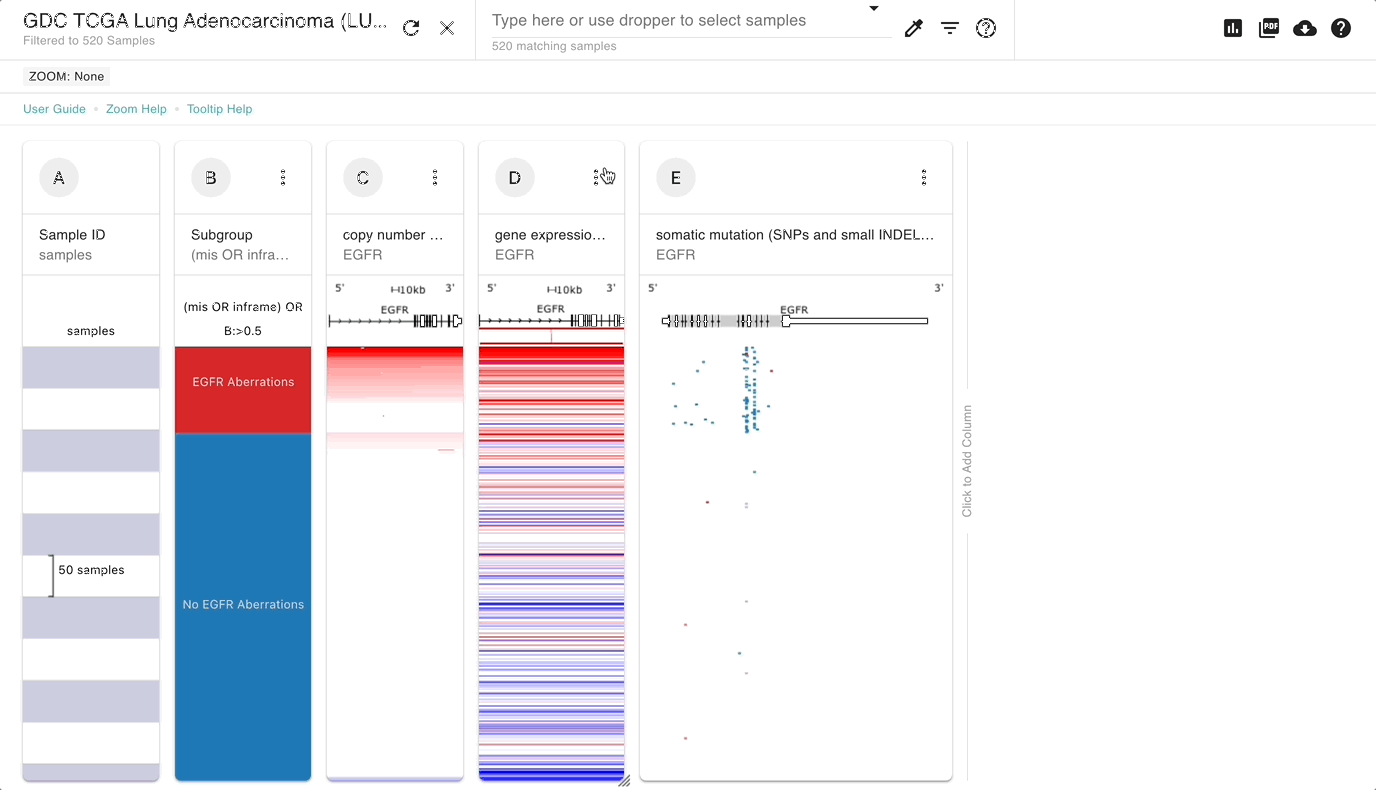 GDC TCGA Lung Adenocarcinoma (LU...
Filtered to 520 Samples
Type here or use dropper to select samples
520 matching samples
PDF
ZOOM: None
User Guide • Zoom Help • Tooltip Help
A
B
C
D
E
Sample ID
samples
Subgroup
(mis OR infra...
copy number ...
EGFR
gene expressio...
EGFR
somatic mutation (SNPs and small INDEL...
EGFR
samples
50 samples
(mis OR inframe) OR
B:>0.5
EGFR Aberrations
No EGFR Aberrations
5' 10kb 3'
EGFR
5' 10kb 3'
EGFR
5' 3'
EGFR
Click to Add Column